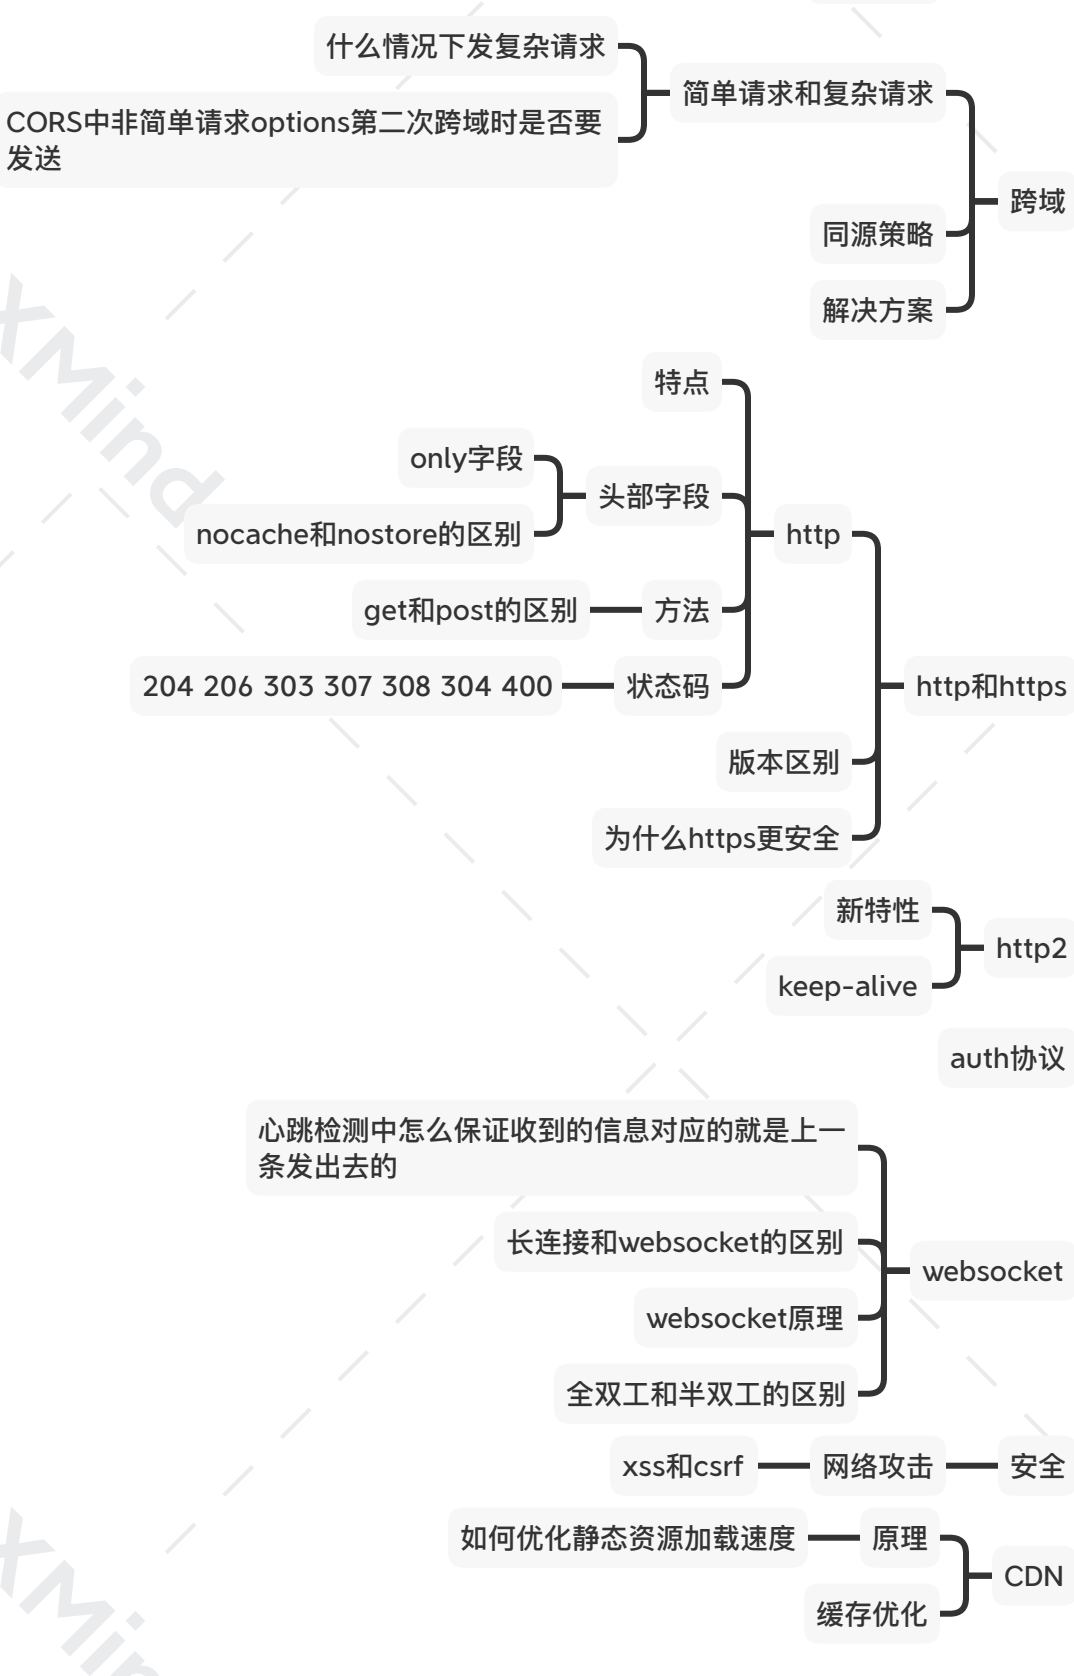 什么情况下发复杂请求
简单请求和复杂请求
CORS中非简单请求options第二次跨域时是否要
发送
跨域
同源策略
解决方案
特点
only字段
头部字段
nocache和nostore的区别
http
get和post的区别
方法
204 206 303 307 308 304 400
状态码
http和https
版本区别
为什么https更安全
新特性
http2
keep-alive
auth协议
心跳检测中怎么保证收到的信息对应的就是上一
条发出去的
长连接和websocket的区别
websocket
websocket原理
全双工和半双工的区别
xss和csrf
网络攻击
安全
如何优化静态资源加载速度
原理
CDN
缓存优化
XMind
XMin